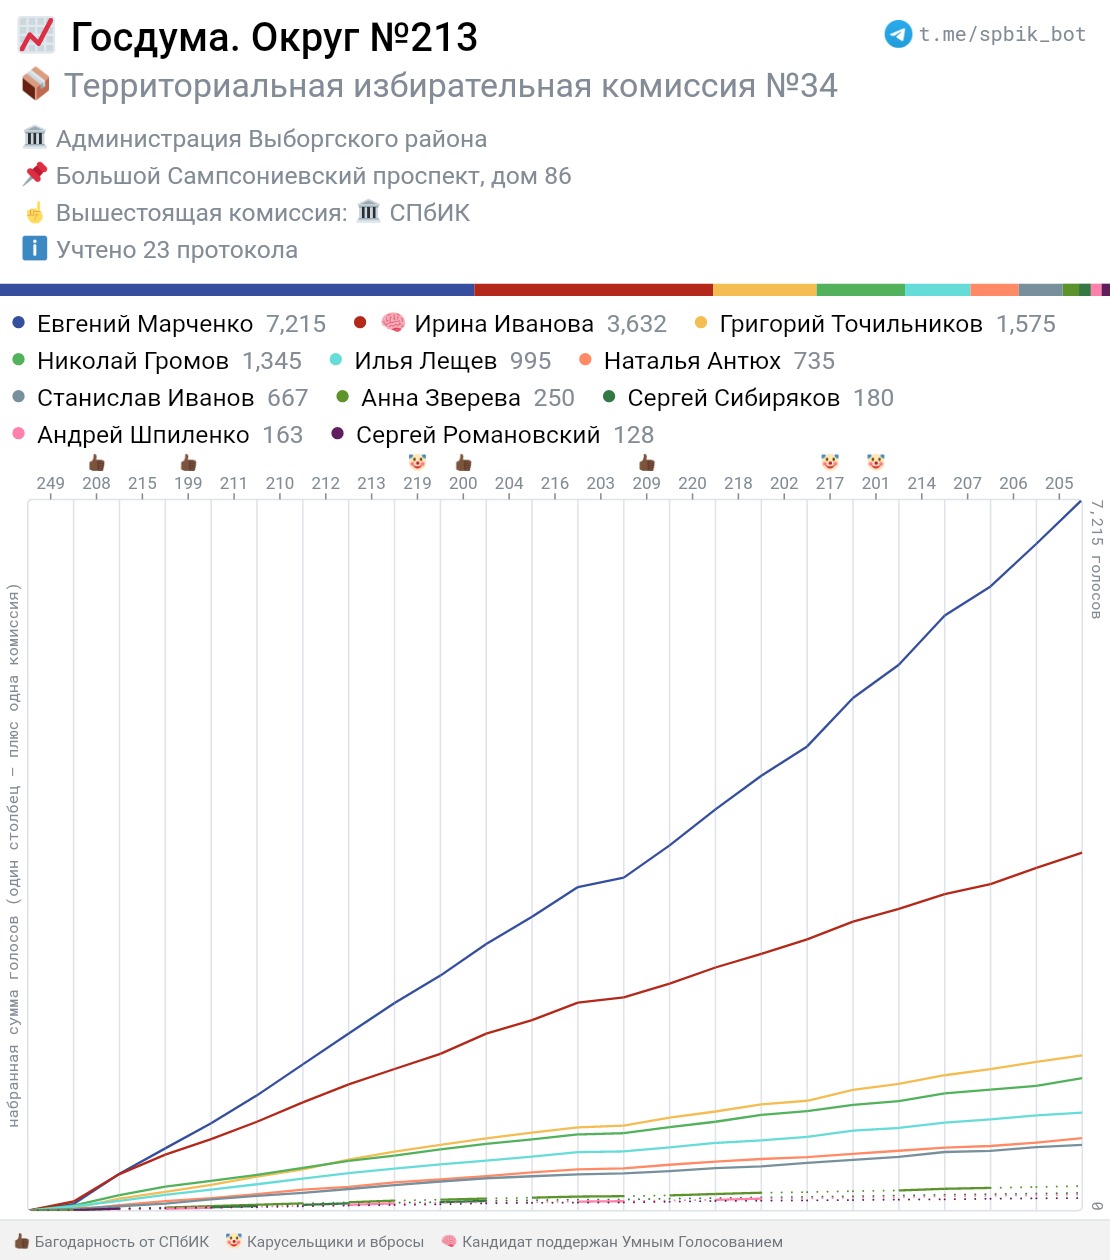 Госдума. Округ №213
t.me/spbik_bot
Территориальная избирательная комиссия №34
Администрация Выборгского района
Большой Сампсониевский проспект, дом 86
Вышестоящая комиссия: СПбИК
Учтено 23 протокола
Евгений Марченко 7,215 Ирина Иванова 3,632 Григорий Точильников 1,575
Николай Громов 1,345 Илья Лещев 995 Наталья Антюх 735
Станислав Иванов 667 Анна Зверева 250 Сергей Сибиряков 180
Андрей Шпиленко 163 Сергей Романовский 128
249 208 215 199 211 210 212 213 219 200 204 216 203 209 220 218 202 217 201 214 207 206 205
7,215 голосов
набранная сумма голосов (один столбец — плюс одна комиссия)
0
Багодарность от СПбИК Карусельщики и вбросы Кандидат поддержан Умным Голосованием